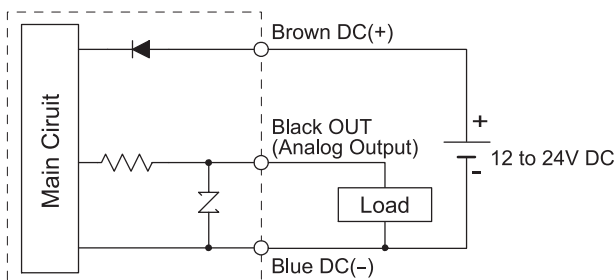 Main Ciruit
Brown DC(+)
Black OUT
(Analog Output)
Load
Blue DC(−)
+
12 to 24V DC
-